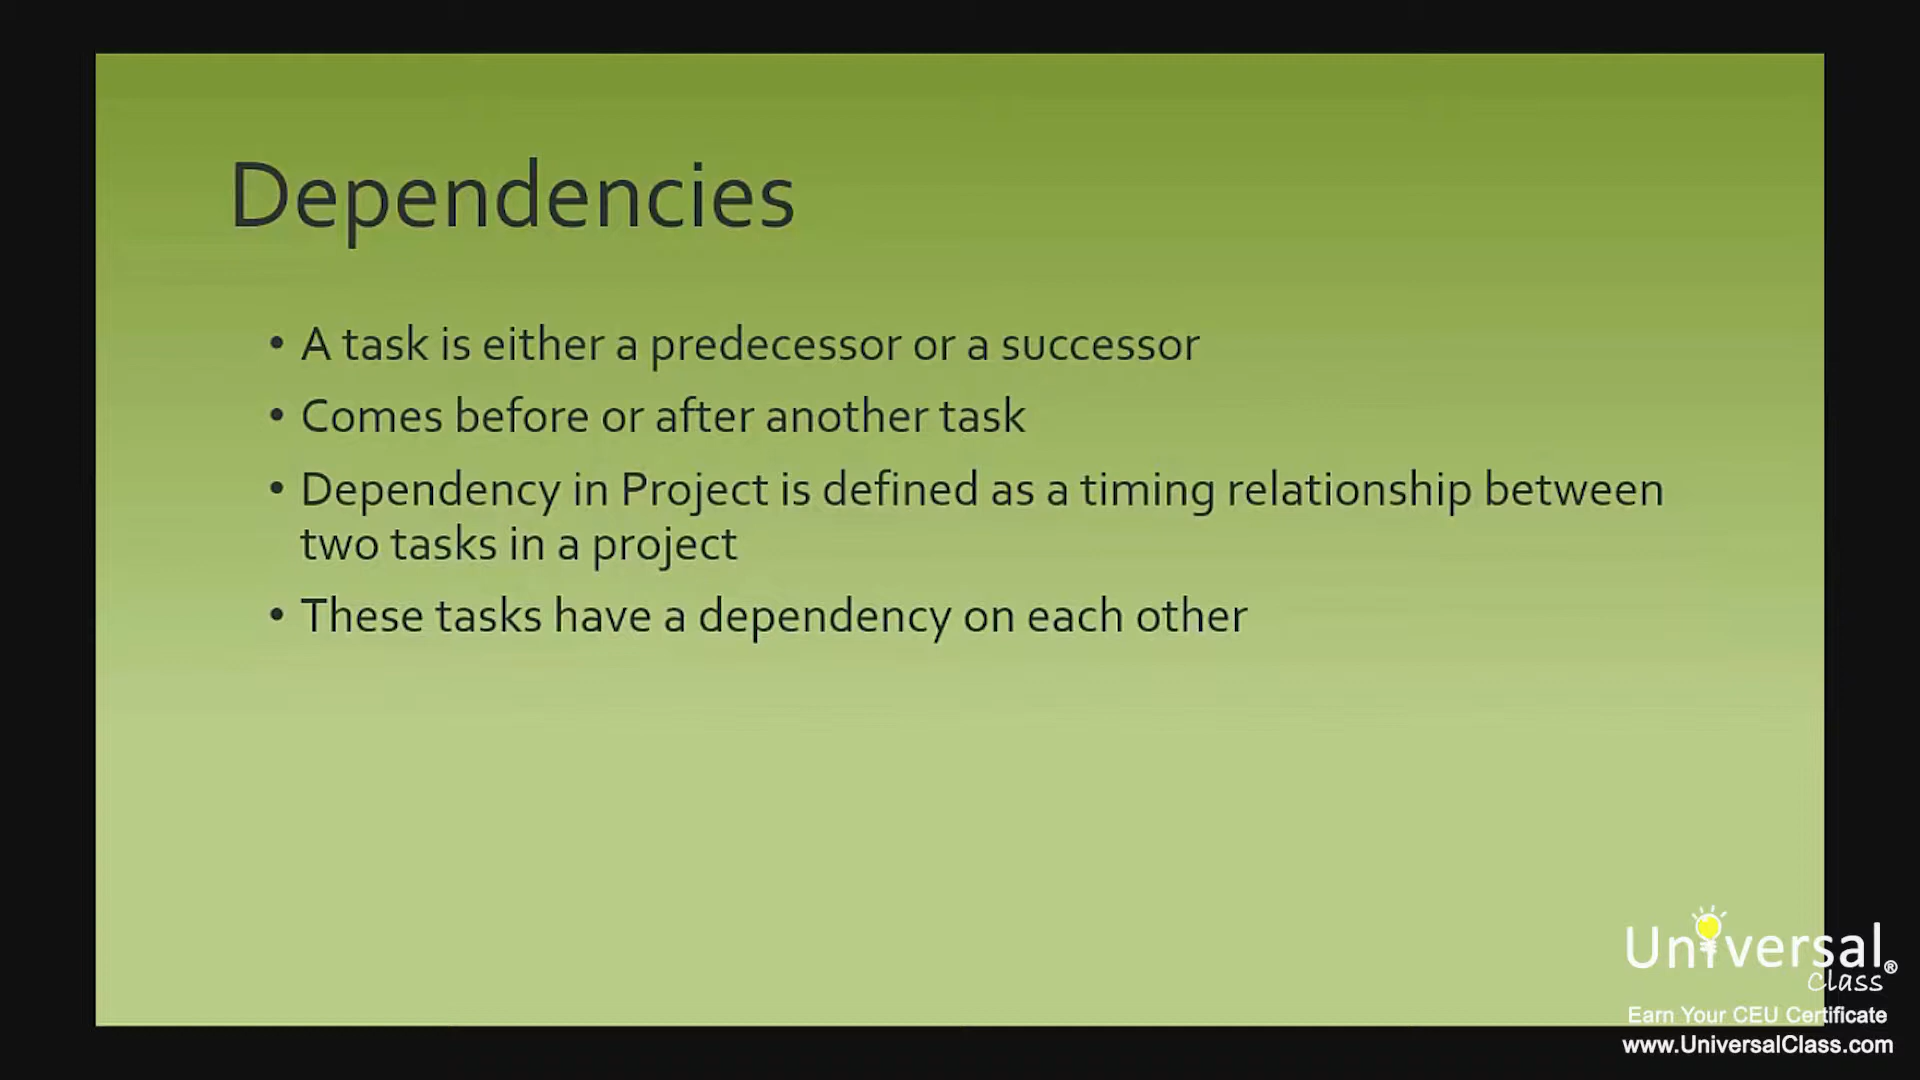 Dependencies
• A task is either a predecessor or a successor
• Comes before or after another task
• Dependency in Project is defined as a timing relationship between
two tasks in a project
• These tasks have a dependency on each other
Universal®
Class
Earn Your CEU Certificate
www.UniversalClass.com